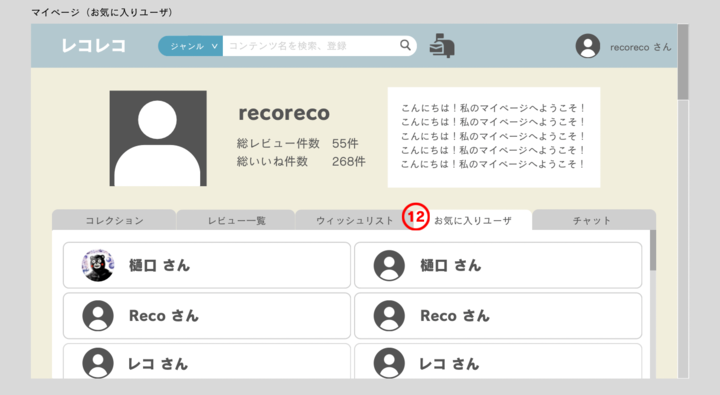 マイページ（お気に入りユーザ）
レコレコ
ジャンル
コンテンツ名を検索、登録
recoreco さん
recoreco
総レビュー件数 55件
総いいね件数 268件
こんにちは！私のマイページへようこそ！
こんにちは！私のマイページへようこそ！
こんにちは！私のマイページへようこそ！
こんにちは！私のマイページへようこそ！
こんにちは！私のマイページへようこそ！
コレクション
レビュー一覧
ウィッシュリスト
12
お気に入りユーザ
チャット
樋口 さん
樋口 さん
Reco さん
Reco さん
レコ さん
レコ さん